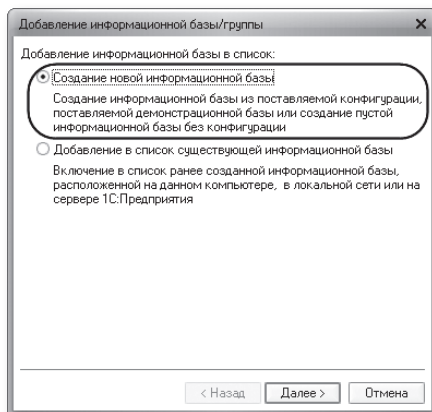 Добавление информационной базы/группы
Добавление информационной базы в список:
Создание новой информационной базы
Создание информационной базы из поставляемой конфигурации,
поставляемой демонстрационной базы или создание пустой
информационной базы без конфигурации
Добавление в список существующей информационной базы
Включение в список ранее созданной информационной базы,
расположенной на данном компьютере, в локальной сети или на
сервере 1С:Предприятия
< Назад Далее > Отмена